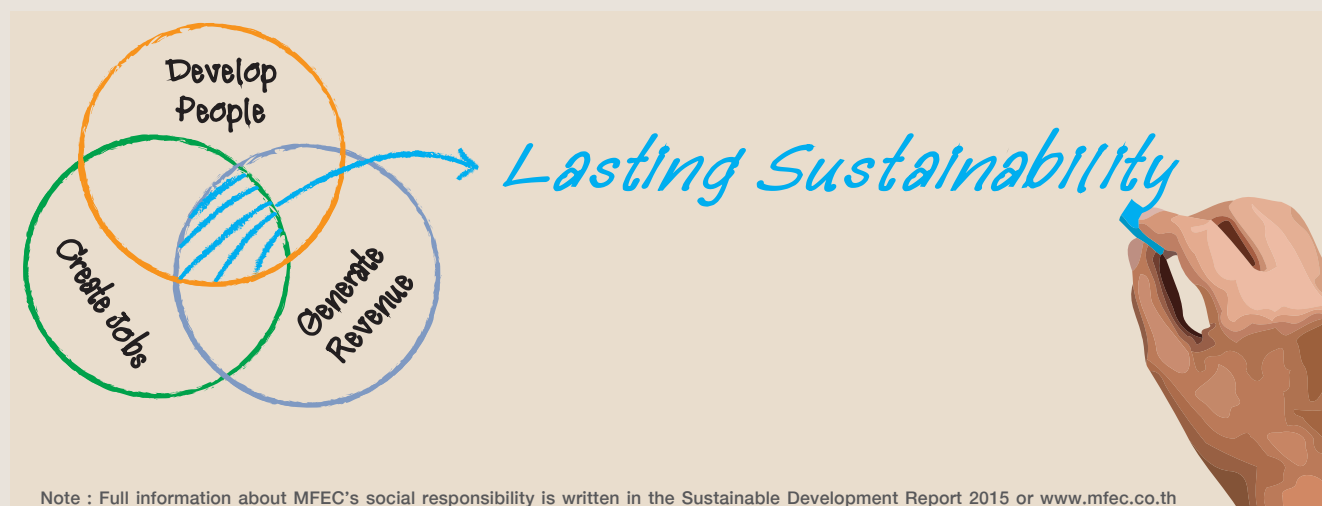 Develop
People
Lasting Sustainability
Create Jobs
Generate
Revenue
Note : Full information about MFEC's social responsibility is written in the Sustainable Development Report 2015 or www.mfec.co.th